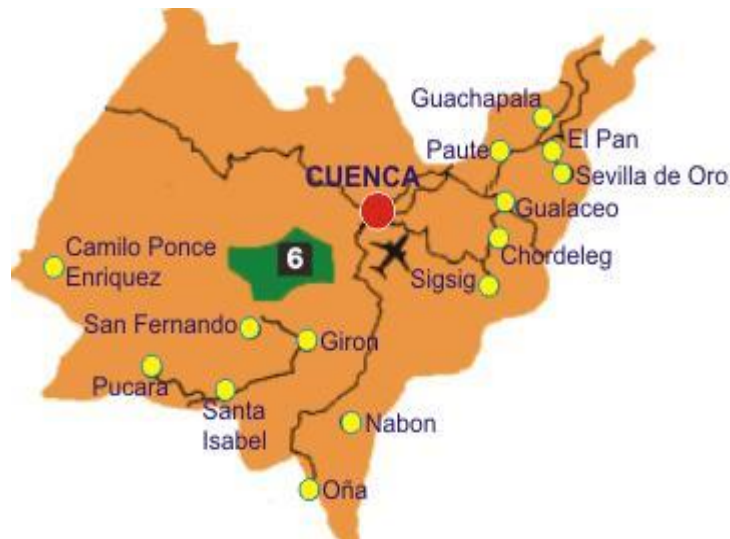 Guachapala
El Pan
Paute
Sevilla de Oro
CUENCA
Gualaceo
Camilo Ponce
Enriquez
6
Chordeleg
Sigsig
San Fernando
Giron
Pucara
Santa
Isabel
Nabon
Oña